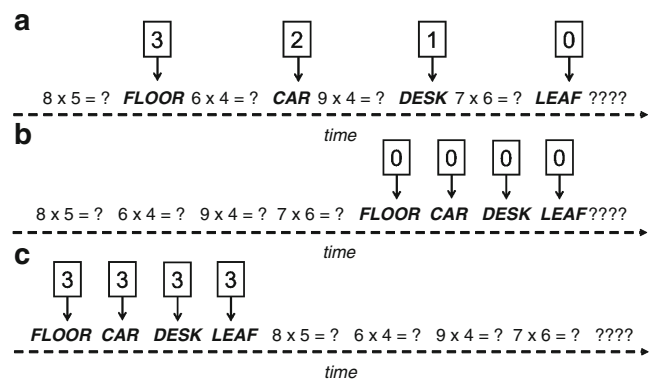 a
3 2 1 0
8 x 5 = ? FLOOR 6 x 4 = ? CAR 9 x 4 = ? DESK 7 x 6 = ? LEAF ????
time
b
0 0 0 0
8 x 5 = ? 6 x 4 = ? 9 x 4 = ? 7 x 6 = ? FLOOR CAR DESK LEAF????
time
c
3 3 3 3
FLOOR CAR DESK LEAF 8 x 5 = ? 6 x 4 = ? 9 x 4 = ? 7 x 6 = ? ????
time